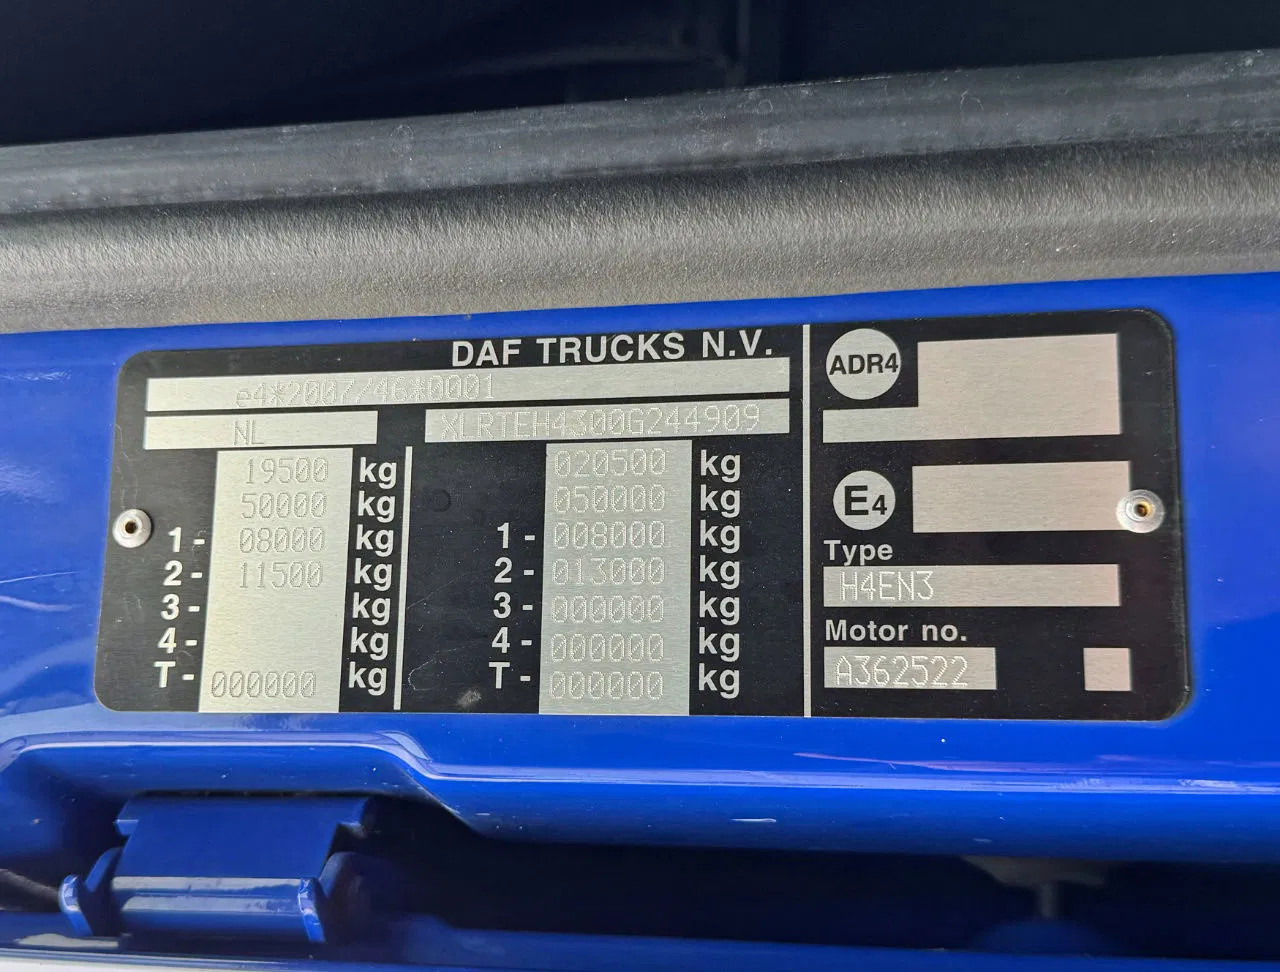 DAF TRUCKS N.V.
e4*2007/46*0001
NL XLRTEH4300G244909
19500 kg 020500 kg
50000 kg 050000 kg
1- 08000 kg 1- 008000 kg
2- 11500 kg 2- 013000 kg
3- kg 3- 000000 kg
4- kg 4- 000000 kg
T- 000000 kg T- 000000 kg
ADR4
E4
Type
H4EN3
Motor no.
A362522